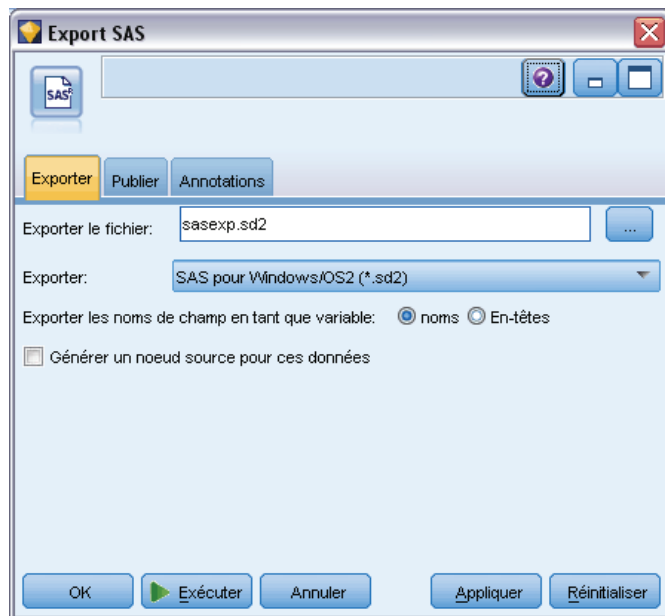 Export SAS
SAS
Exporter Publier Annotations
Exporter le fichier: sasexp.sd2 ...
Exporter: SAS pour Windows/OS2 (*.sd2)
Exporter les noms de champ en tant que variable: noms En-têtes
Générer un noeud source pour ces données
OK Exécuter Annuler Appliquer Réinitialiser